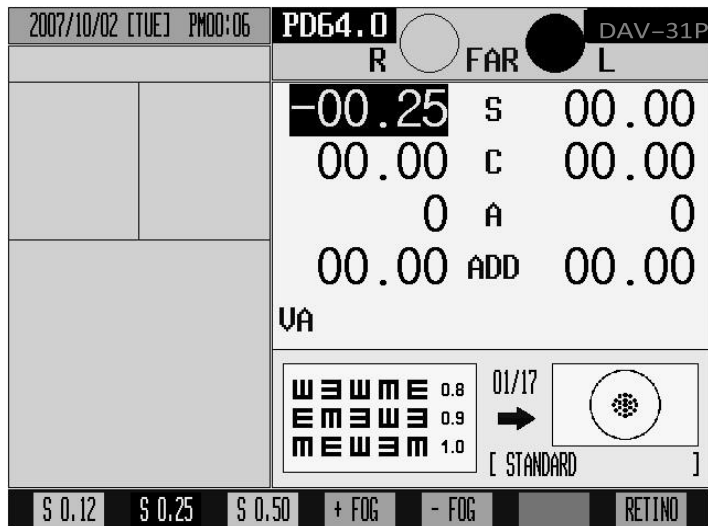 2007/10/02 [TUE] PM00:06
PD64.0
DAV-31P
R FAR L
-00.25 S 00.00
00.00 C 00.00
0 A 0
00.00 ADD 00.00
VA
0.8
0.9
1.0
01/17
[ STANDARD ]
S 0.12 S 0.25 S 0.50 + FOG - FOG RETINO